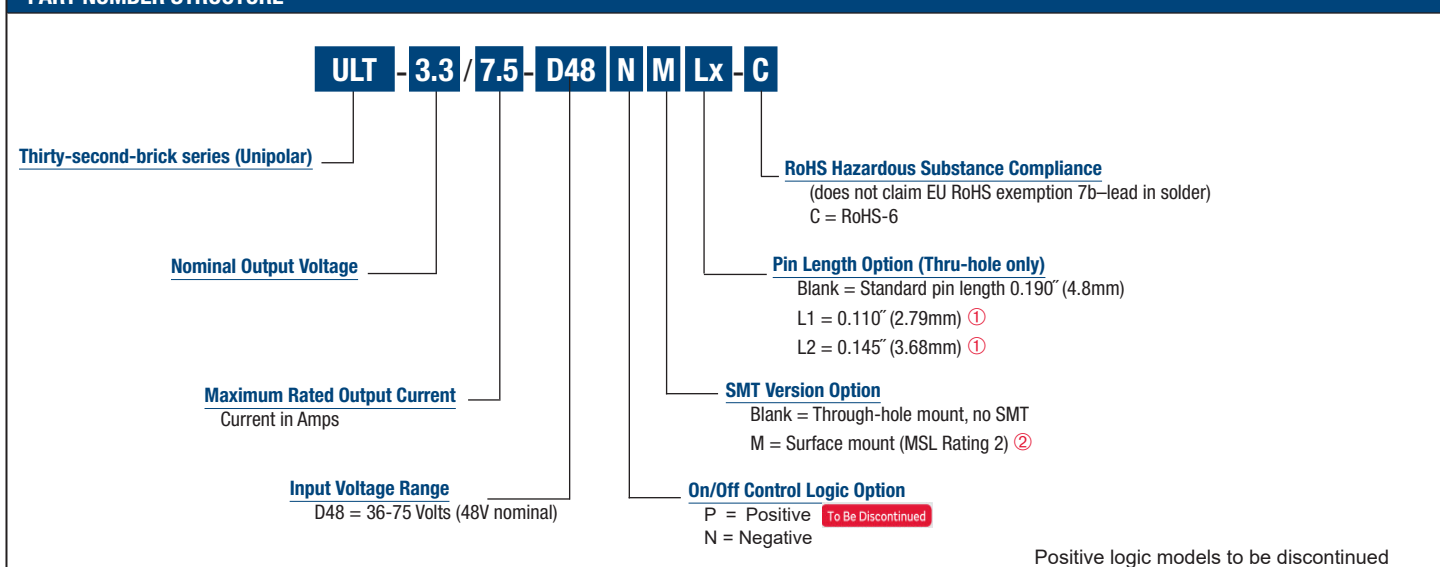 PART NUMBER STRUCTURE
ULT - 3.3 / 7.5 - D48 N M Lx - C
Thirty-second-brick series (Unipolar)
RoHS Hazardous Substance Compliance
(does not claim EU RoHS exemption 7b–lead in solder)
C = RoHS-6
Nominal Output Voltage
Pin Length Option (Thru-hole only)
Blank = Standard pin length 0.190˝ (4.8mm)
L1 = 0.110˝ (2.79mm) ①
L2 = 0.145˝ (3.68mm) ①
Maximum Rated Output Current
Current in Amps
SMT Version Option
Blank = Through-hole mount, no SMT
M = Surface mount (MSL Rating 2) ②
Input Voltage Range
D48 = 36-75 Volts (48V nominal)
On/Off Control Logic Option
P = Positive To Be Discontinued
N = Negative
Positive logic models to be discontinued